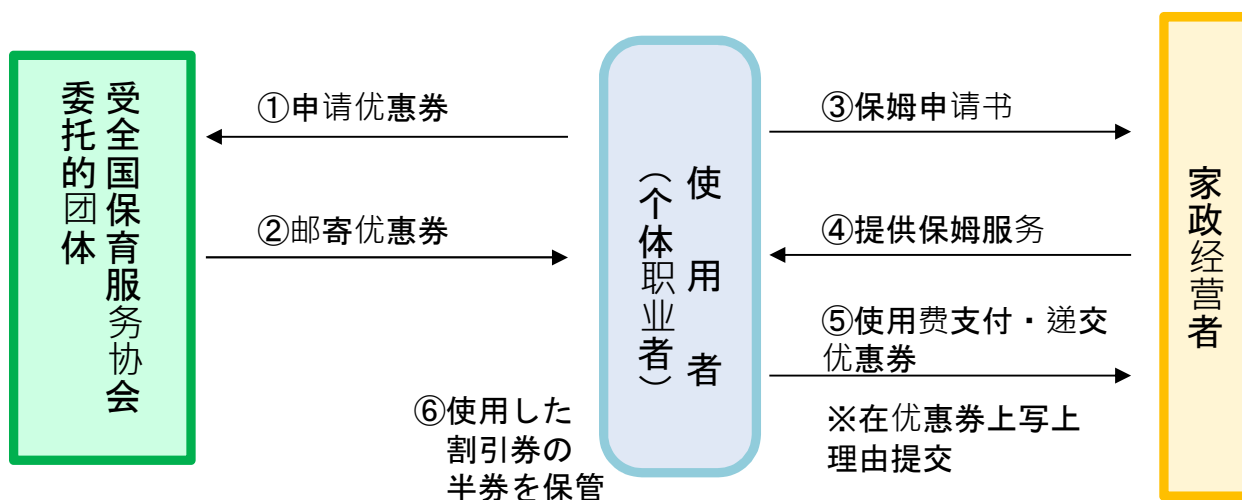 受全国保育服务协会
委托的团体
①申请优惠券
②邮寄优惠券
使用者
（个体职业者）
⑥使用した
割引券の
半券を保管
③保姆申请书
④提供保姆服务
⑤使用费支付・递交
优惠券
※在优惠券上写上
理由提交
家政经营者